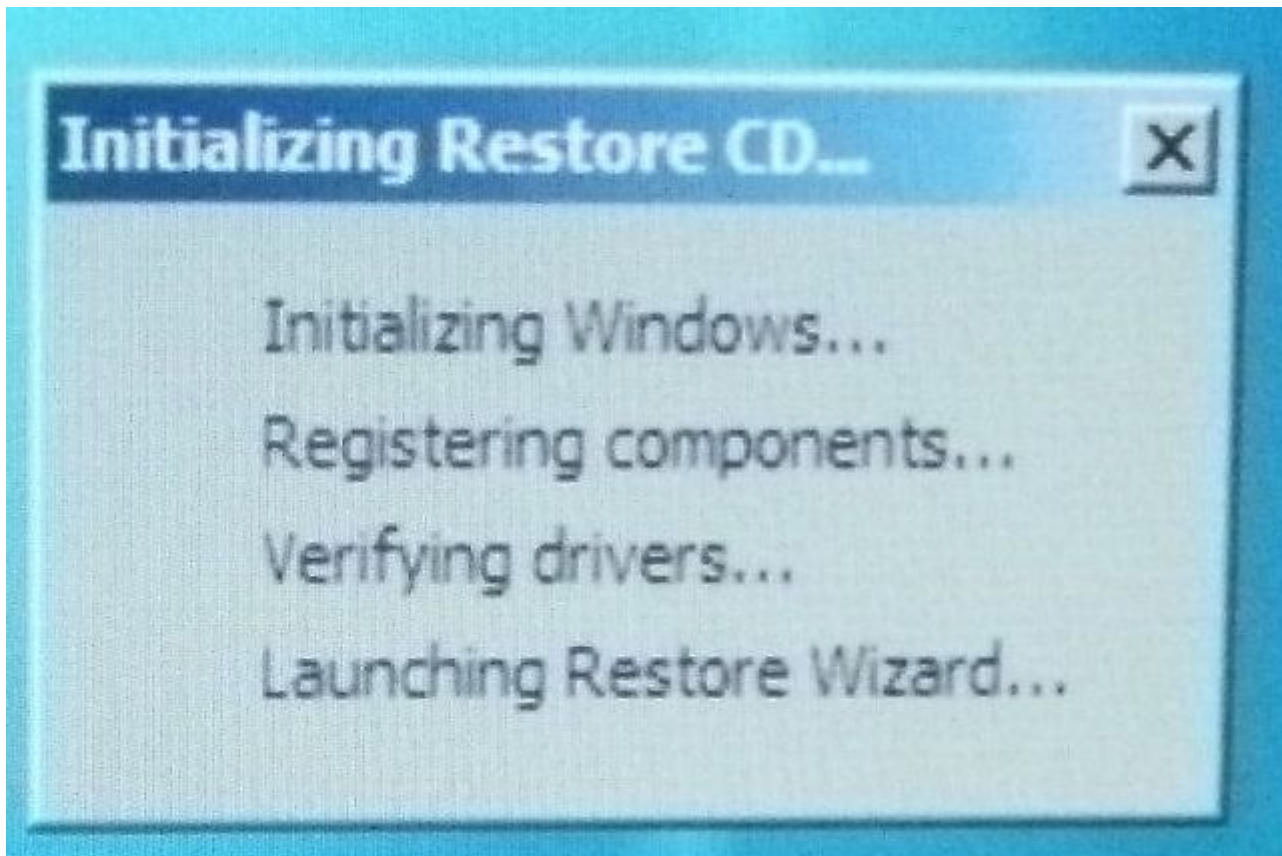 Initializing Restore CD...
Initializing Windows...
Registering components...
Verifying drivers...
Launching Restore Wizard...